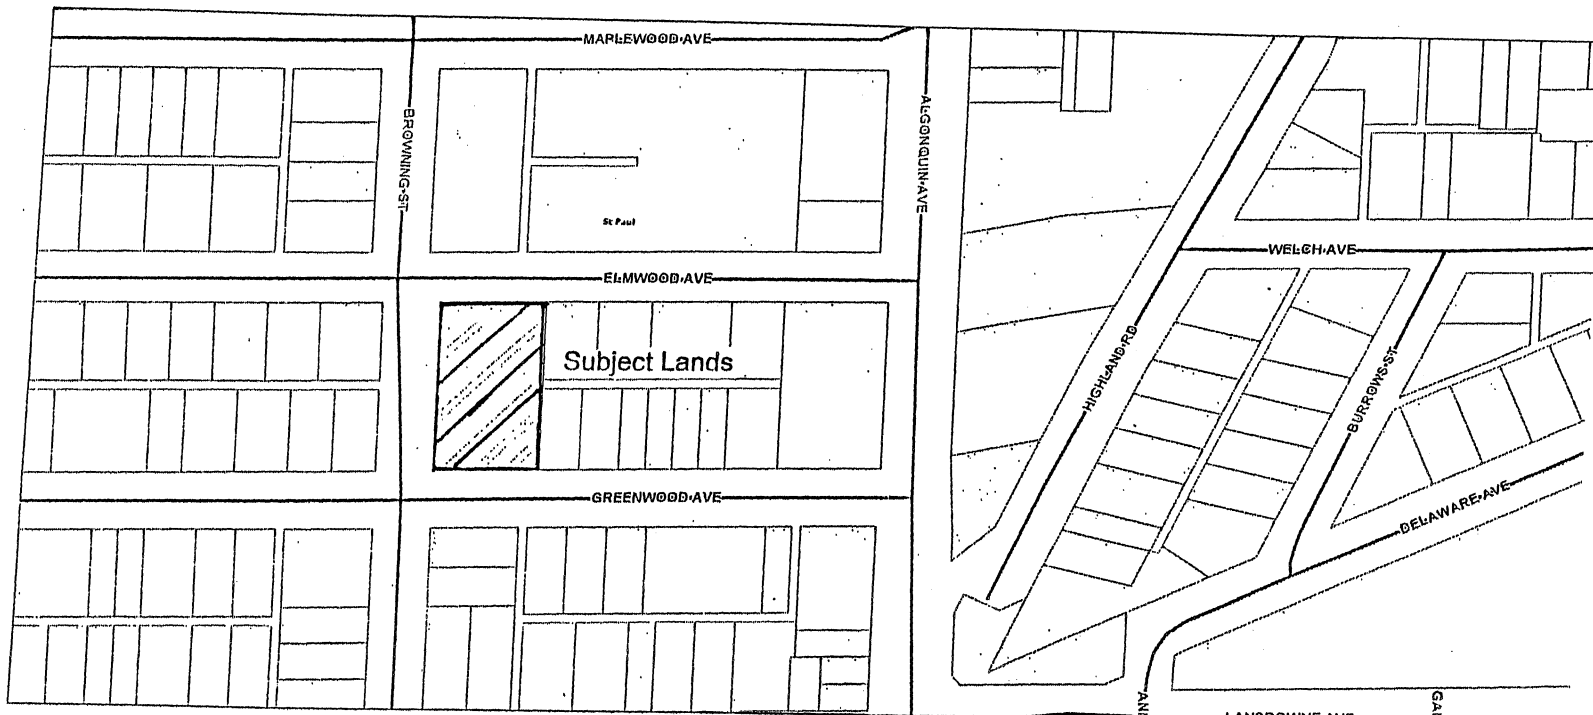 MAPLEWOOD AVE
BROWNING ST
ALGONQUIN AVE
St Paul
WELCH AVE
ELMWOOD AVE
Subject Lands
HIGHLAND RD
BURROWS ST
GREENWOOD AVE
DELAWARE AVE